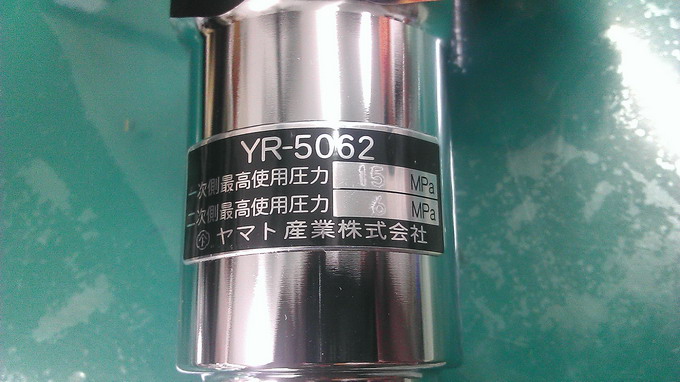 YR-5062
一次側最高使用圧力 15 MPa
二次側最高使用圧力 6 MPa
ヤマト産業株式会社